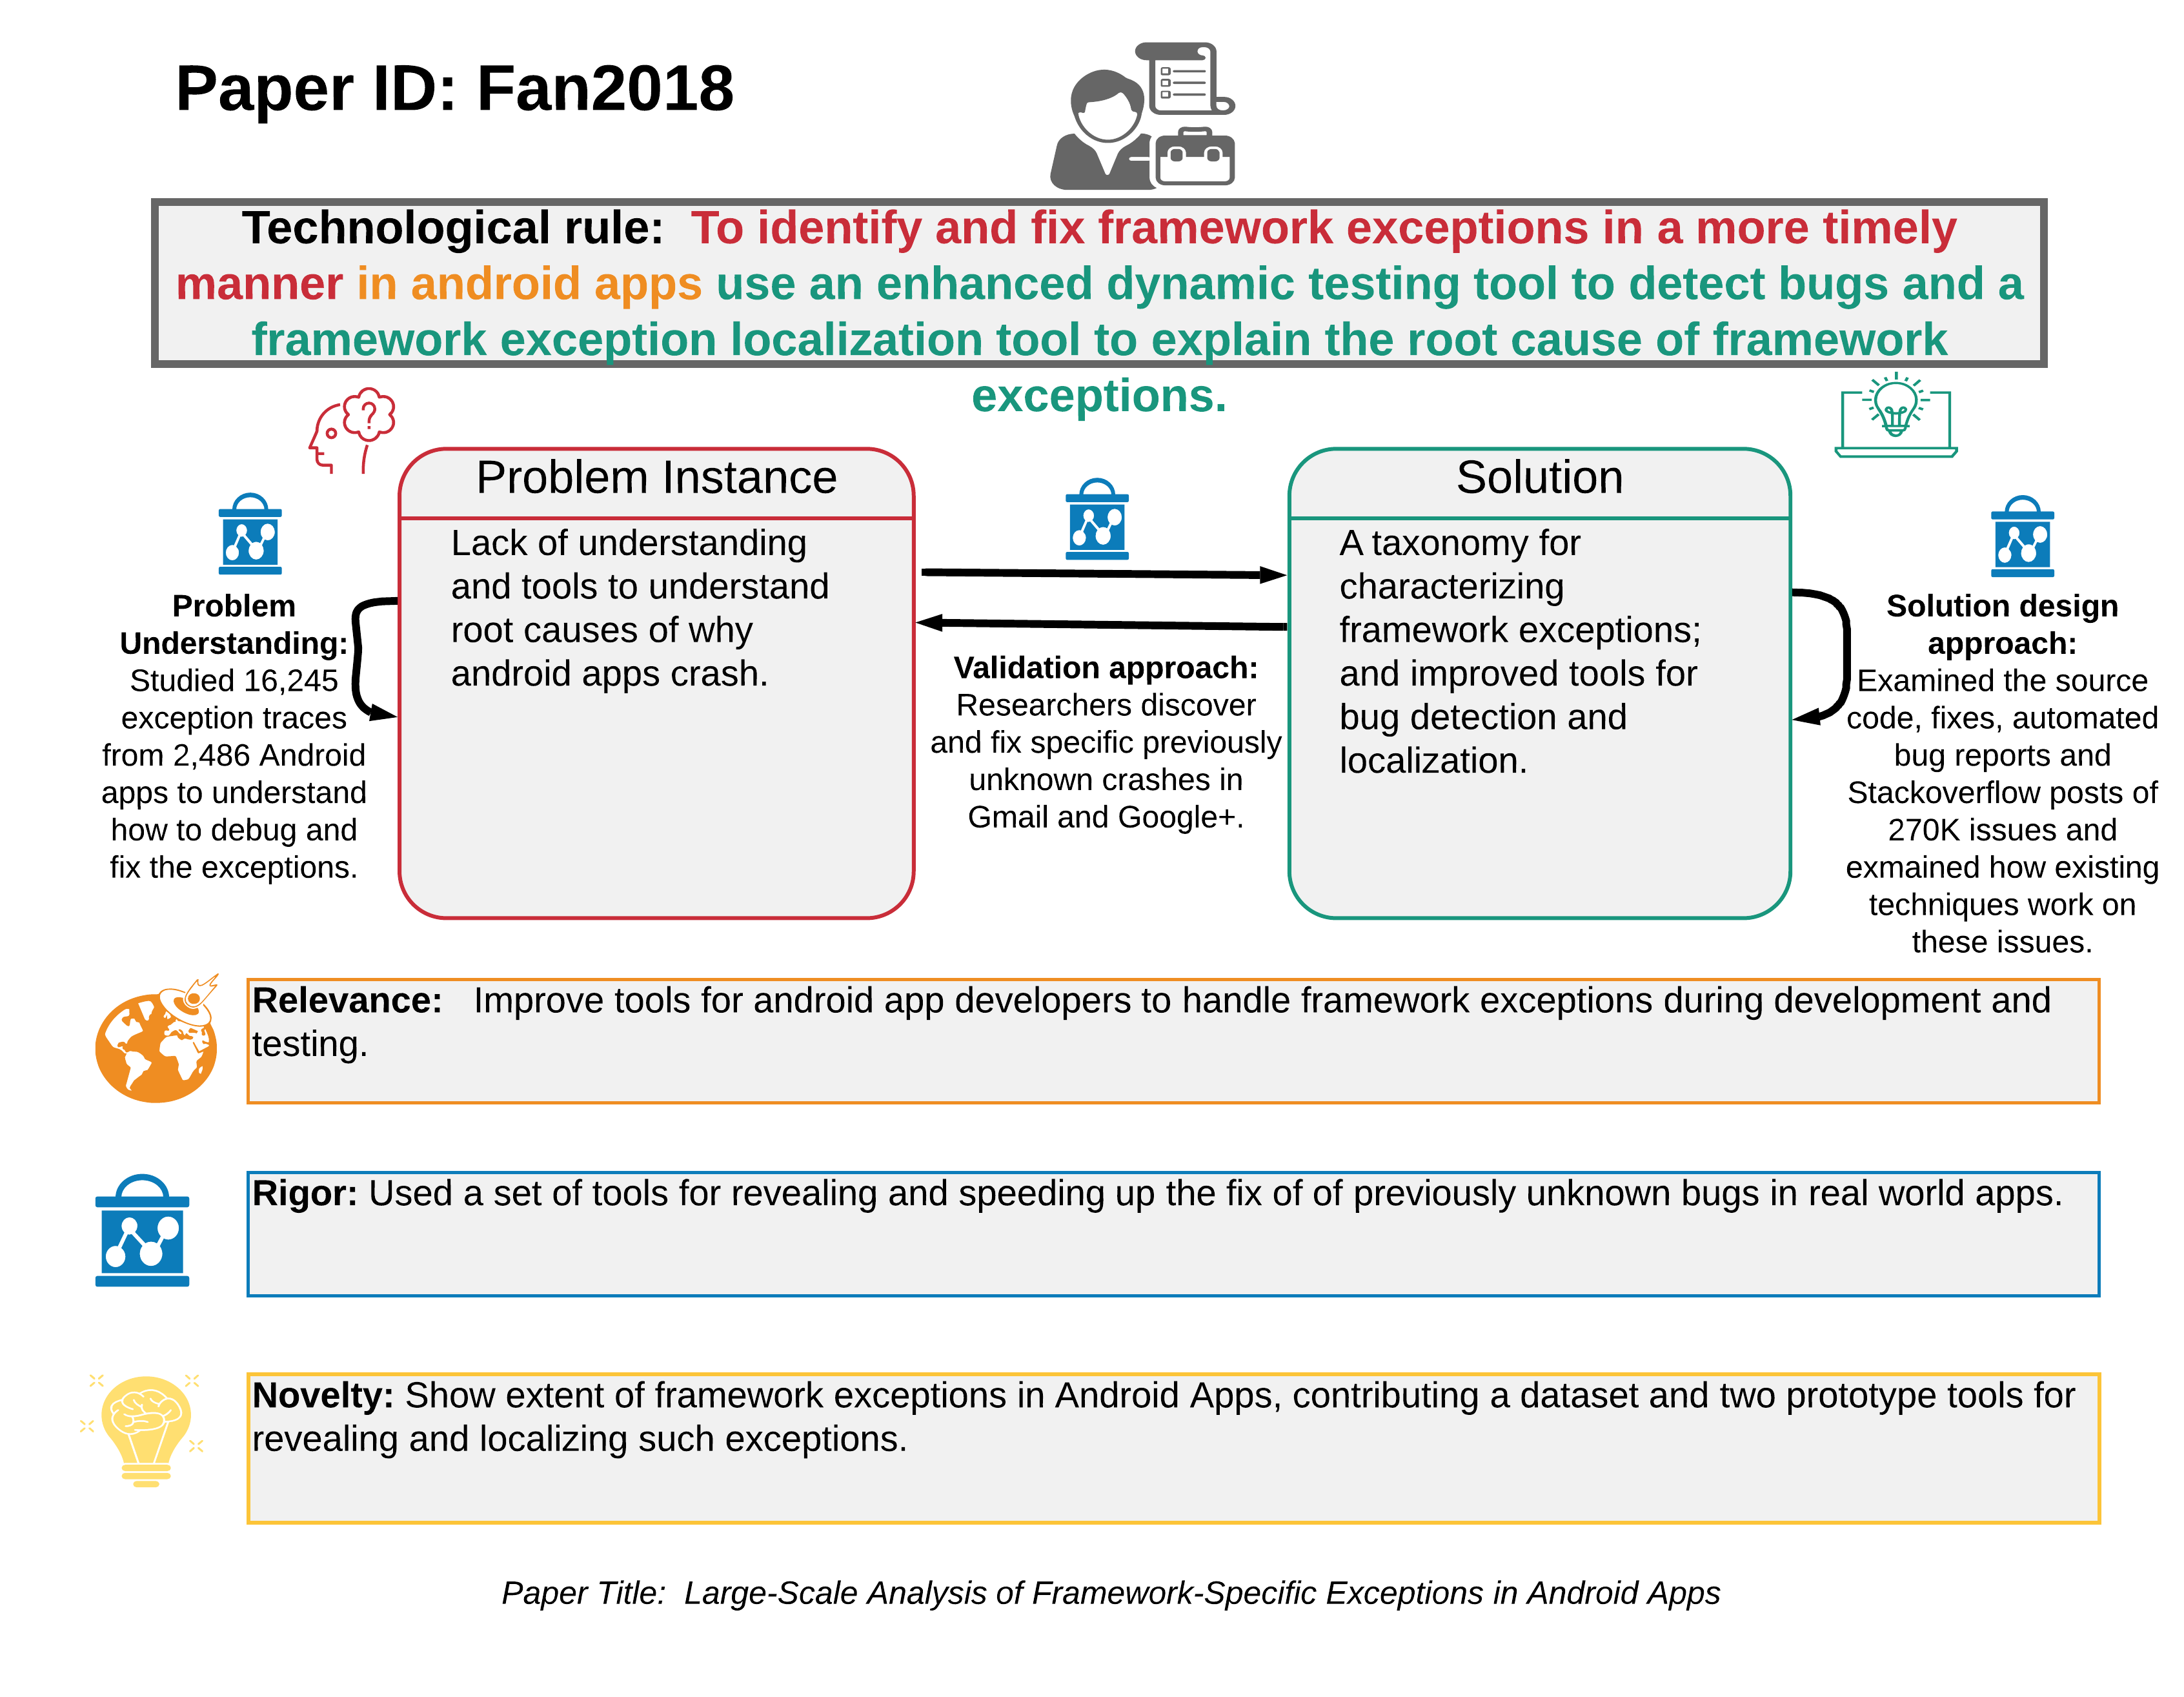 Paper ID: Fan2018
Technological rule: To identify and fix framework exceptions in a more timely
manner in android apps use an enhanced dynamic testing tool to detect bugs and a
framework exception localization tool to explain the root cause of framework
exceptions.
Problem
Understanding:
Studied 16,245
exception traces
from 2,486 Android
apps to understand
how to debug and
fix the exceptions.
Problem Instance
Lack of understanding
and tools to understand
root causes of why
android apps crash.
Validation approach:
Researchers discover
and fix specific previously
unknown crashes in
Gmail and Google+.
Solution
A taxonomy for
characterizing
framework exceptions;
and improved tools for
bug detection and
localization.
Solution design
approach:
Examined the source
code, fixes, automated
bug reports and
Stackoverflow posts of
270K issues and
exmained how existing
techniques work on
these issues.
Relevance: Improve tools for android app developers to handle framework exceptions during development and
testing.
Rigor: Used a set of tools for revealing and speeding up the fix of of previously unknown bugs in real world apps.
Novelty: Show extent of framework exceptions in Android Apps, contributing a dataset and two prototype tools for
revealing and localizing such exceptions.
Paper Title: Large-Scale Analysis of Framework-Specific Exceptions in Android Apps